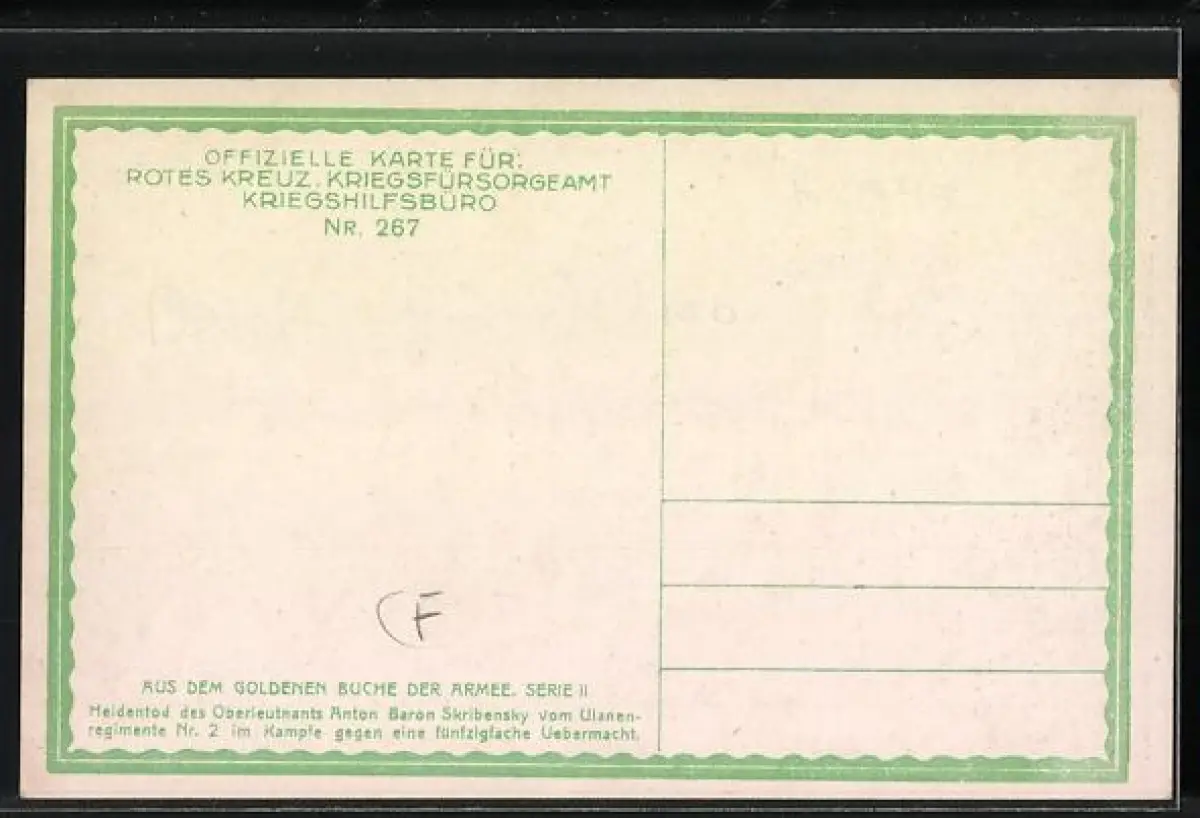 OFFIZIELLE KARTE FÜR:
ROTES KREUZ, KRIEGSFÜRSORGEAMT
KRIEGSHILFSBÜRO
NR. 267
CF
AUS DEM GOLDENEN BUCHE DER ARMEE. SERIE II
Heldentod des Oberleutnants Anton Baron Skribensky vom Ulanen-
regimente Nr. 2 im Kampfe gegen eine fünfzigfache Uebermacht.